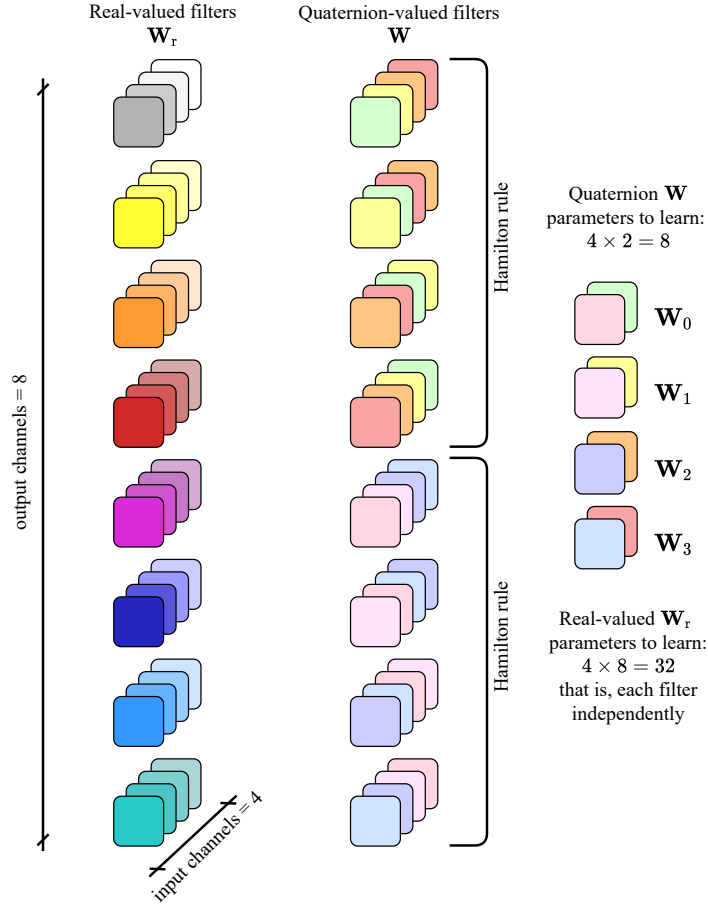 Real-valued filters
W_r
Quaternion-valued filters
W
output channels = 8
input channels = 4
Hamilton rule
Hamilton rule
Quaternion W
parameters to learn:
4 × 2 = 8
W_0
W_1
W_2
W_3
Real-valued W_r
parameters to learn:
4 × 8 = 32
that is, each filter
independently